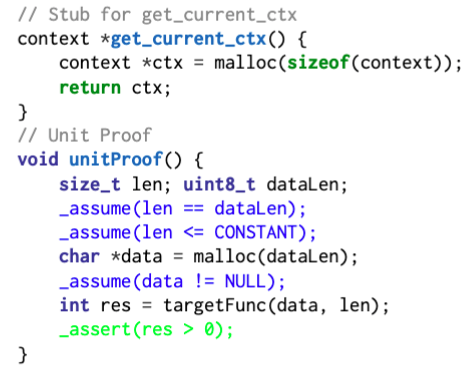 // Stub for get_current_ctx
context *get_current_ctx() {
    context *ctx = malloc(sizeof(context));
    return ctx;
}
// Unit Proof
void unitProof() {
    size_t len; uint8_t dataLen;
    _assume(len == dataLen);
    _assume(len <= CONSTANT);
    char *data = malloc(dataLen);
    _assume(data != NULL);
    int res = targetFunc(data, len);
    _assert(res > 0);
}